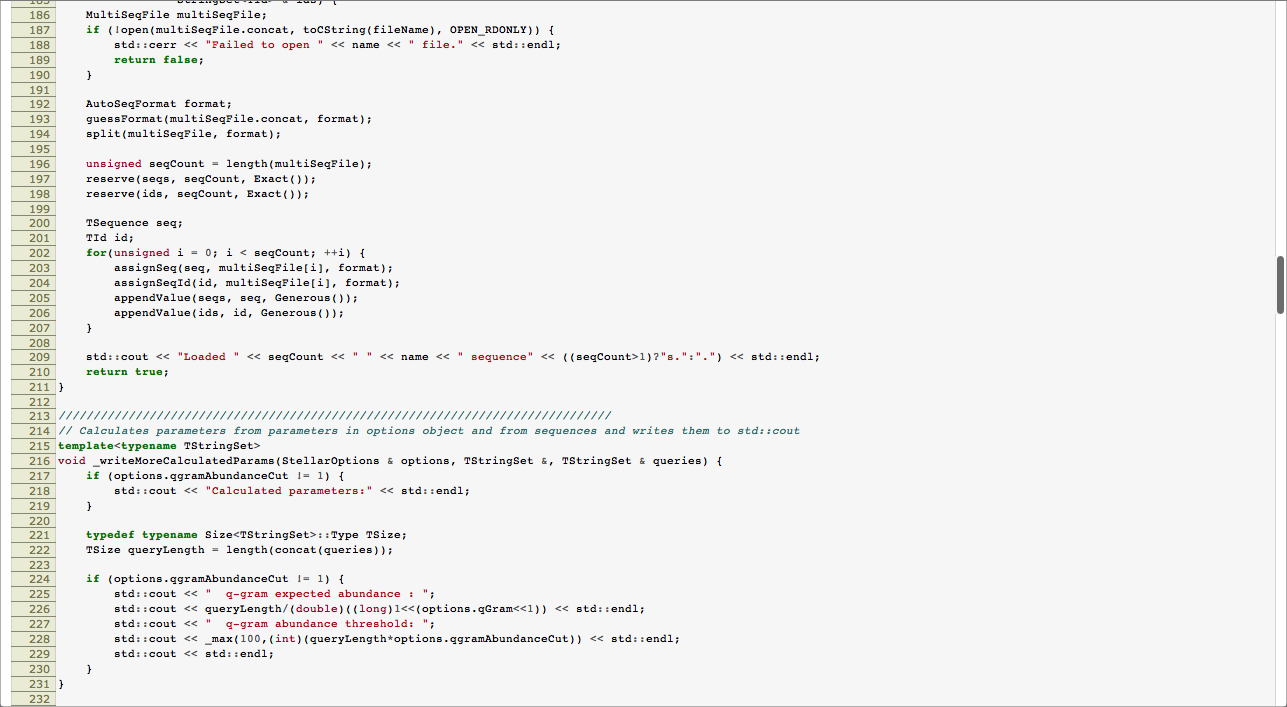 185 StringSet<TId> & ids) {
186 MultiSeqFile multiSeqFile;
187 if (!open(multiSeqFile.concat, toCString(fileName), OPEN_RDONLY)) {
188 std::cerr << "Failed to open " << name << " file." << std::endl;
189 return false;
190 }
191
192 AutoSeqFormat format;
193 guessFormat(multiSeqFile.concat, format);
194 split(multiSeqFile, format);
195
196 unsigned seqCount = length(multiSeqFile);
197 reserve(seqs, seqCount, Exact());
198 reserve(ids, seqCount, Exact());
199
200 TSequence seq;
201 TId id;
202 for(unsigned i = 0; i < seqCount; ++i) {
203 assignSeq(seq, multiSeqFile[i], format);
204 assignSeqId(id, multiSeqFile[i], format);
205 appendValue(seqs, seq, Generous());
206 appendValue(ids, id, Generous());
207 }
208
209 std::cout << "Loaded " << seqCount << " " << name << " sequence" << ((seqCount>1)?"s.":".") << std::endl;
210 return true;
211 }
212
213 ///////////////////////////////////////////////////////////////////////////////
214 // Calculates parameters from parameters in options object and from sequences and writes them to std::cout
215 template<typename TStringSet>
216 void _writeMoreCalculatedParams(StellarOptions & options, TStringSet &, TStringSet & queries) {
217 if (options.qgramAbundanceCut != 1) {
218 std::cout << "Calculated parameters:" << std::endl;
219 }
220
221 typedef typename Size<TStringSet>::Type TSize;
222 TSize queryLength = length(concat(queries));
223
224 if (options.qgramAbundanceCut != 1) {
225 std::cout << "  q-gram expected abundance : ";
226 std::cout << queryLength/(double)((long)1<<(options.qGram<<1)) << std::endl;
227 std::cout << "  q-gram abundance threshold: ";
228 std::cout << _max(100,(int)(queryLength*options.qgramAbundanceCut)) << std::endl;
229 std::cout << std::endl;
230 }
231 }
232